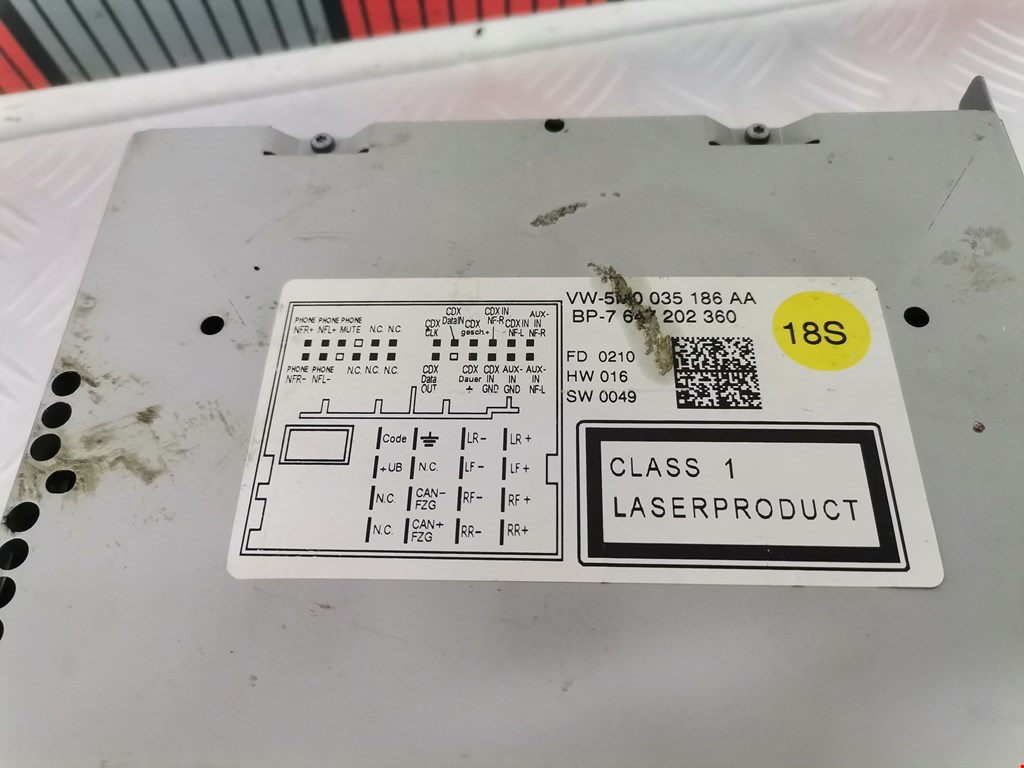 VW-5M0 035 186 AA
BP-7 647 202 360
18S
FD 0210
HW 016
SW 0049
CLASS 1
LASERPRODUCT
PHONE PHONE PHONE
NFR+ NFL+ MUTE N.C. N.C.
PHONE PHONE
NFR- NFL-
N.C. N.C. N.C.
CDX
CLK
CDX
DataIN
CDX
gesch.+
CDX IN
NF-R
CDX IN
NF-L
AUX-
IN
NF-R
CDX
Data
OUT
CDX
Dauer
+
CDX
IN
GND
AUX-
IN
GND
AUX-
IN
NF-L
Code LR- LR+
+UB N.C. LF- LF+
N.C. CAN- FZG RF- RF+
N.C. CAN+ FZG RR- RR+